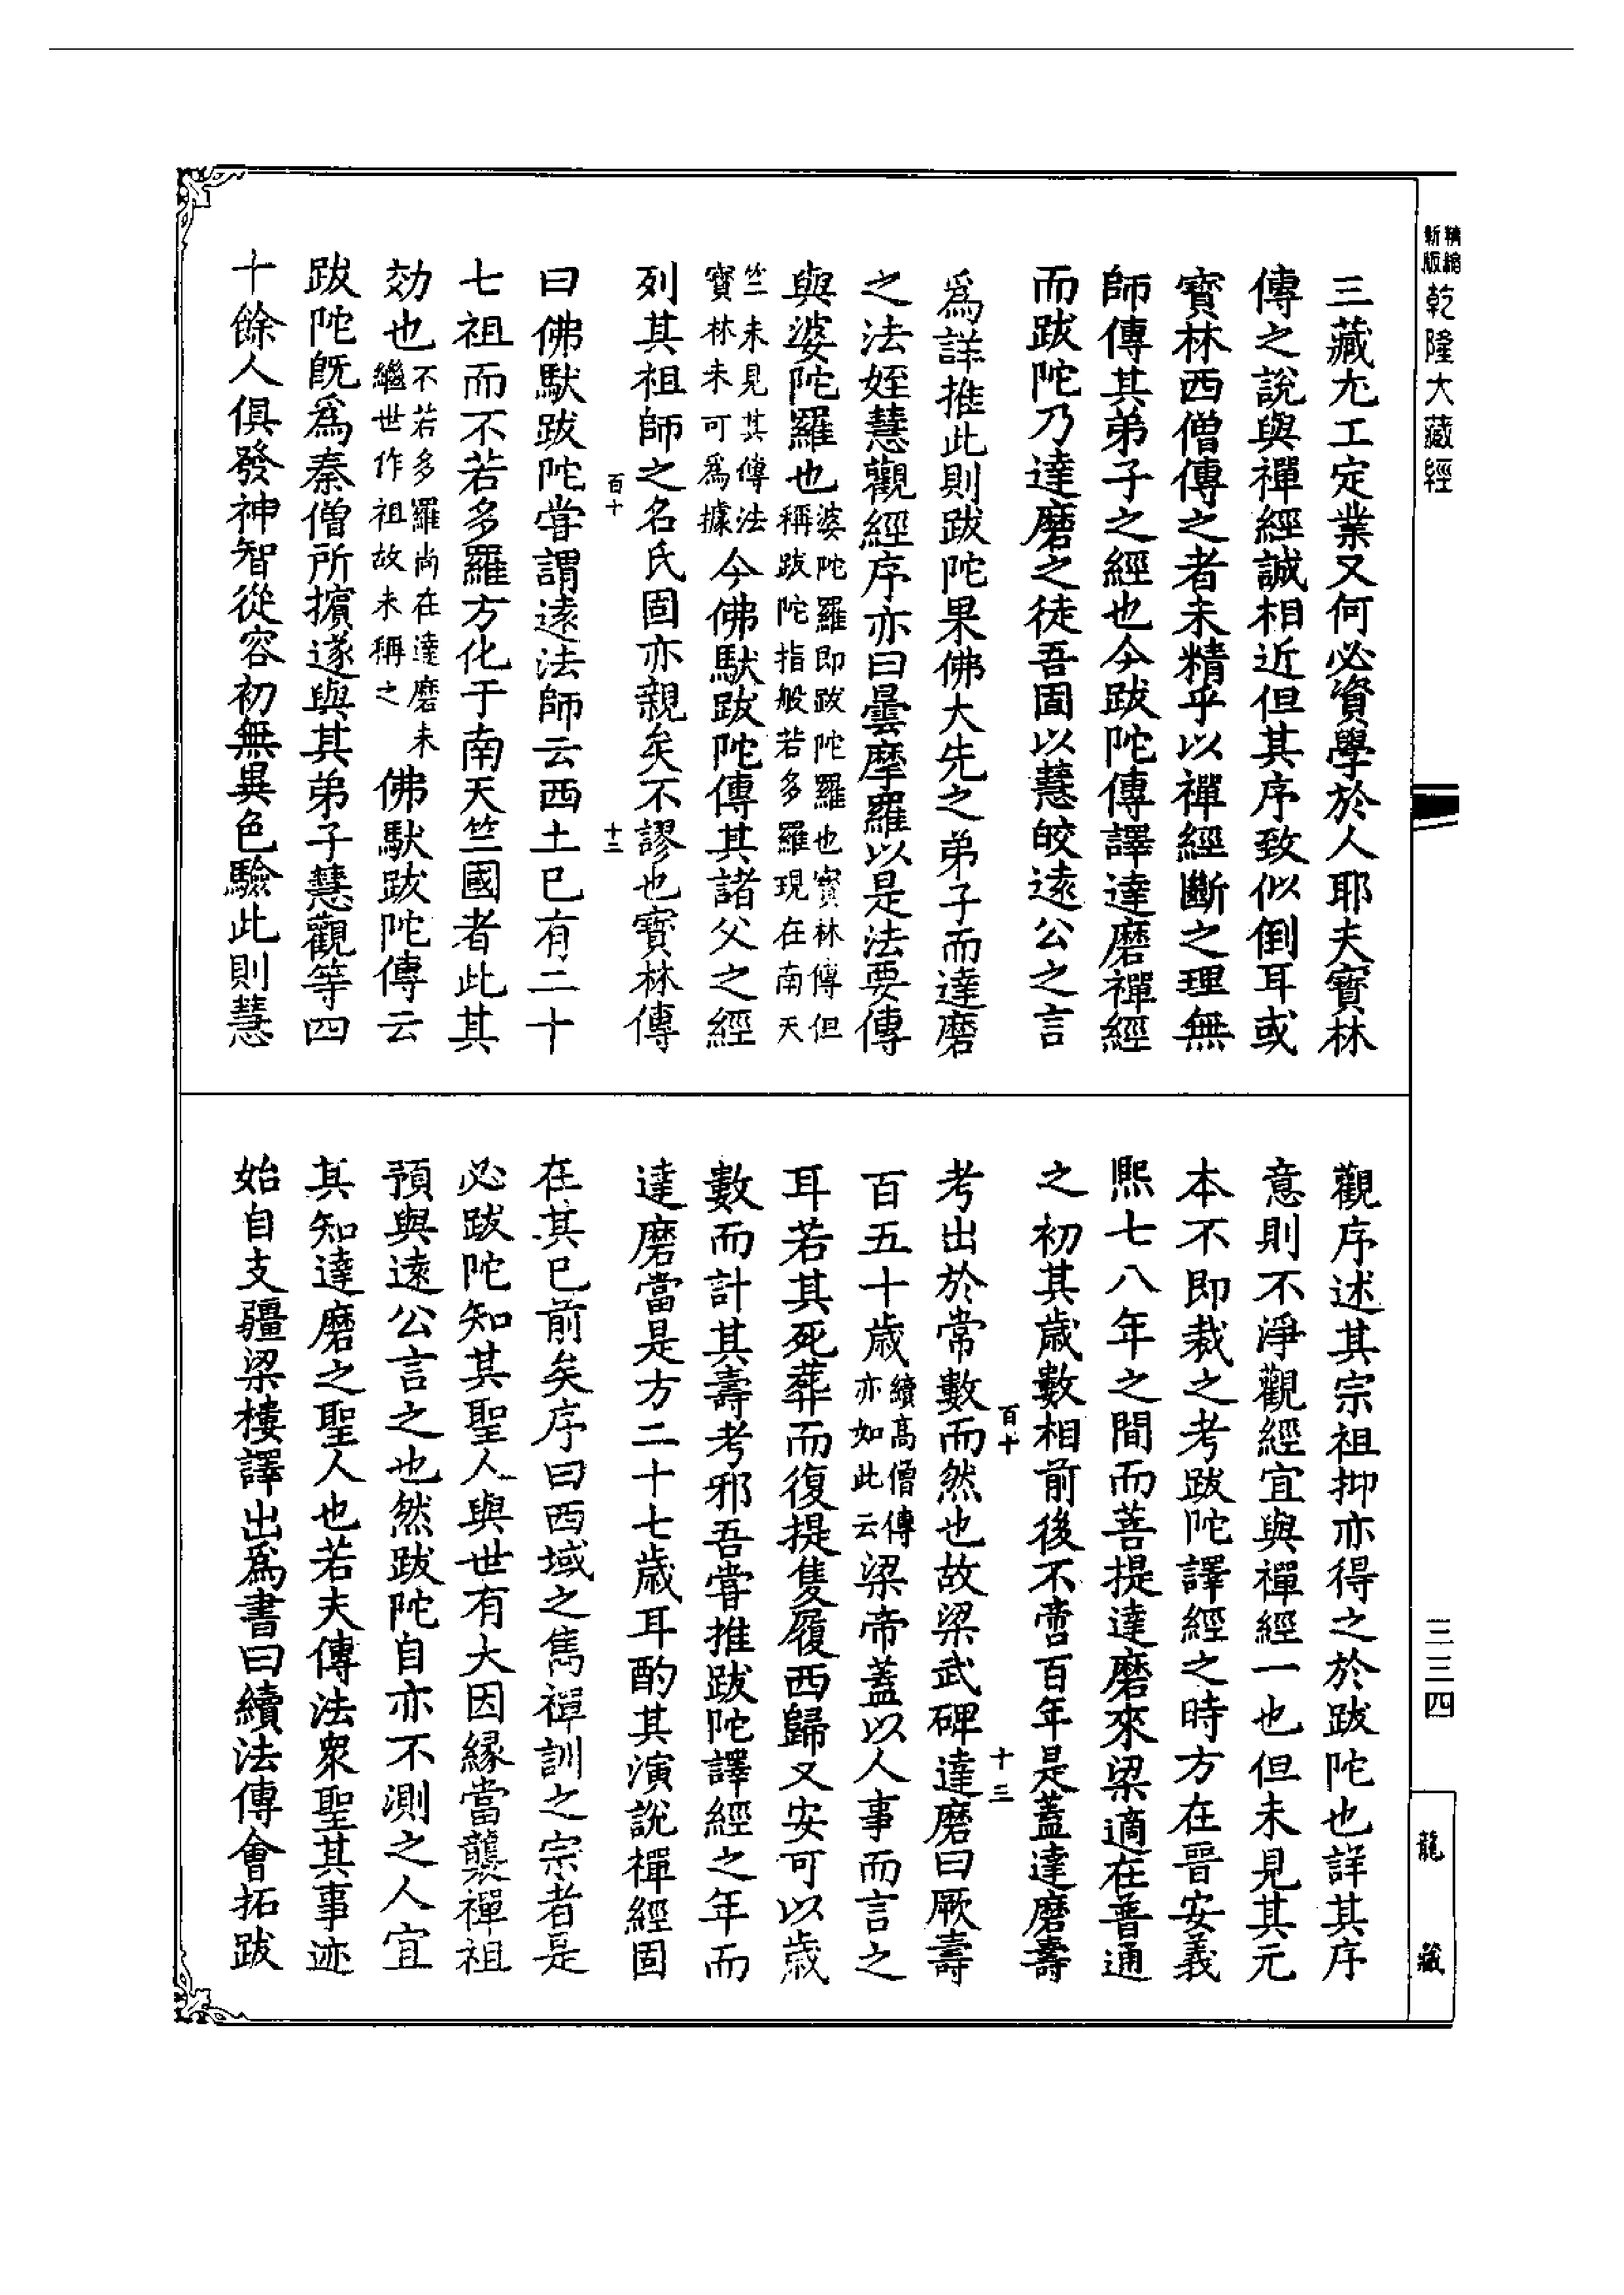 精縮新版乾隆大藏經
三藏尤工定業又何必資學於人耶夫寶林
傳之說與禪經誠相近但其序致似倒耳或
寶林西僧傳之者未精乎以禪經斷之理無
師傳其弟子之經也今跋陀傳譯達磨禪經
而跋陀乃達磨之徒吾固以慧皎遠公之言
為詳推此則跋陀果佛大先之弟子而達磨
之法姪慧觀經序亦曰曇摩羅以是法要傳
與婆陀羅也婆陀羅即跋陀羅也寶林傳但稱跋陀指般若多羅現在南天
竺未見其傳法寶林未可為據今佛馱跋陀傳其諸父之經
列其祖師之名氏固亦親矣不謬也寶林傳
百十
十二
曰佛馱跋陀甞謂遠法師云西土已有二十
七祖而不若多羅方化于南天竺國者此其
効也不若多羅尚在達磨未繼世作祖故未稱之佛馱跋陀傳云
跋陀既為秦僧所擯遂與其弟子慧觀等四
十餘人俱發神智從容初無異色驗此則慧
觀序述其宗祖抑亦得之於跋陀也詳其序
意則不淨觀經宜與禪經一也但未見其元
本不即裁之考跋陀譯經之時方在晉安義
熙七八年之間而菩提達磨來梁適在普通
之初其歲數相前後不啻百年是蓋達磨壽
百十
十三
考出於常數而然也故梁武碑達磨曰厥壽
百五十歲續高僧傳亦如此云梁帝蓋以人事而言之
耳若其死葬而復提隻履西歸又安可以歲
數而計其壽考邪吾甞推跋陀譯經之年而
達磨當是方二十七歲耳酌其演說禪經固
在其已前矣序曰西域之雋禪訓之宗者是
必跋陀知其聖人與世有大因緣當襲禪祖
預與遠公言之也然跋陀自亦不測之人宜
其知達磨之聖人也若夫傳法衆聖其事迹
始自支疆梁樓譯出為書曰續法傳會拓跋
三三四
龍藏